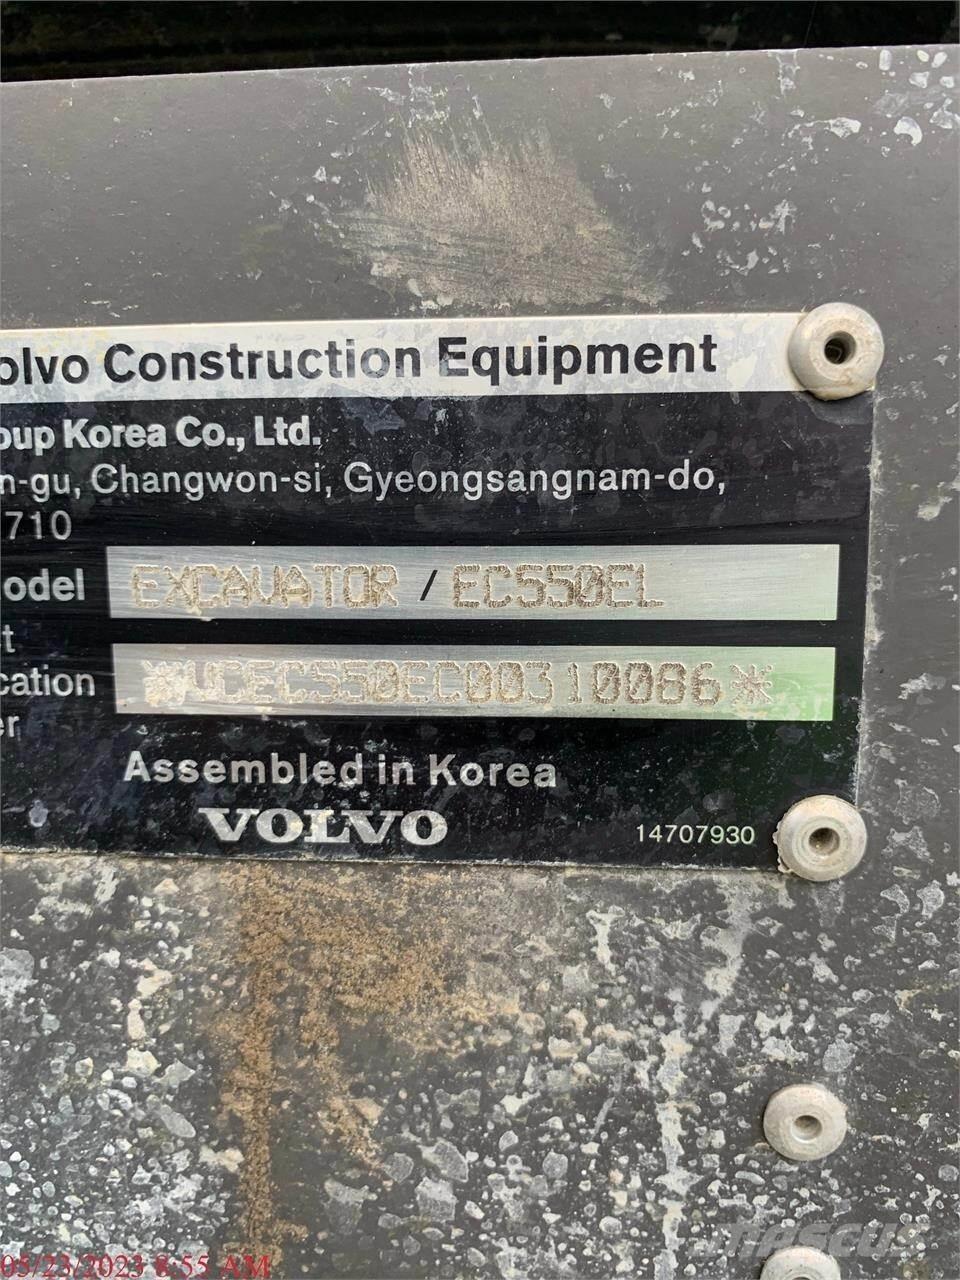 olvo Construction Equipment
oup Korea Co., Ltd.
n-gu, Changwon-si, Gyeongsangnam-do,
710
odel EXCAVATOR / EC550EL
t
cation *VCEC550EC00310086*
er
Assembled in Korea
VOLVO
14707930
05/23/2023 8:55 AM
MASCUS